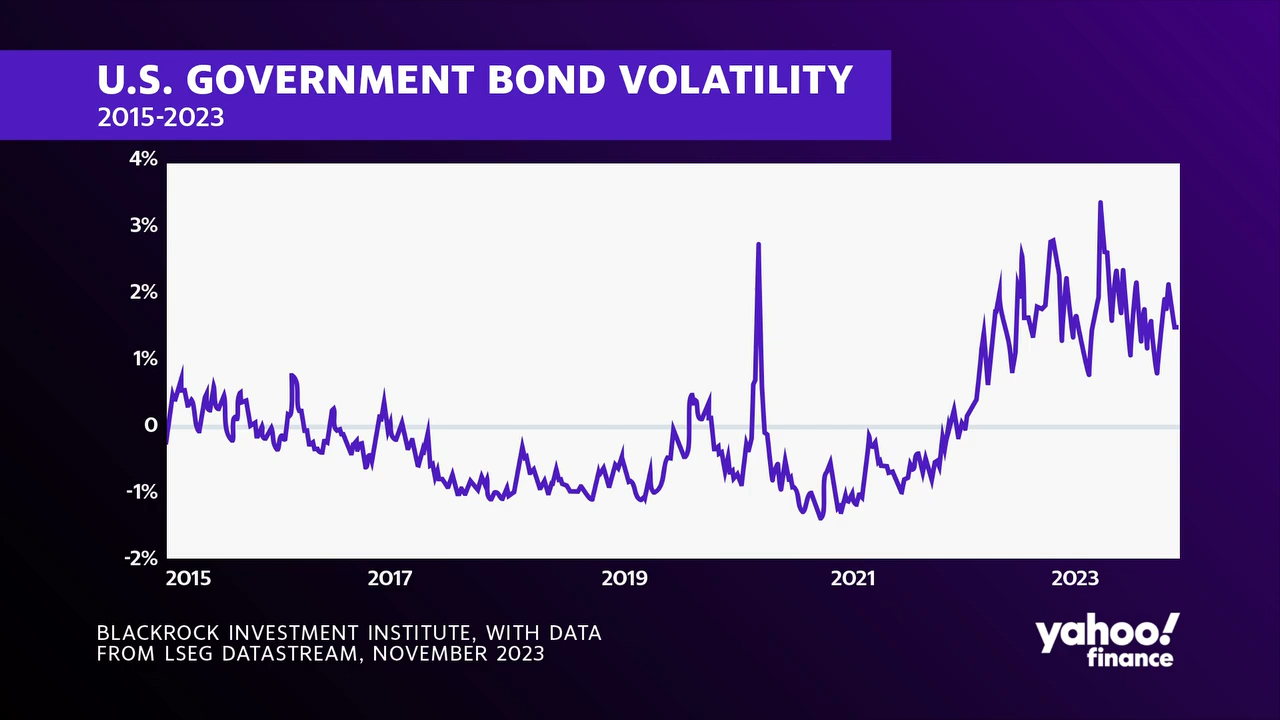 U.S. GOVERNMENT BOND VOLATILITY
2015-2023
4%
3%
2%
1%
0
-1%
-2%
2015 2017 2019 2021 2023
BLACKROCK INVESTMENT INSTITUTE, WITH DATA
FROM LSEG DATASTREAM, NOVEMBER 2023
yahoo!
finance